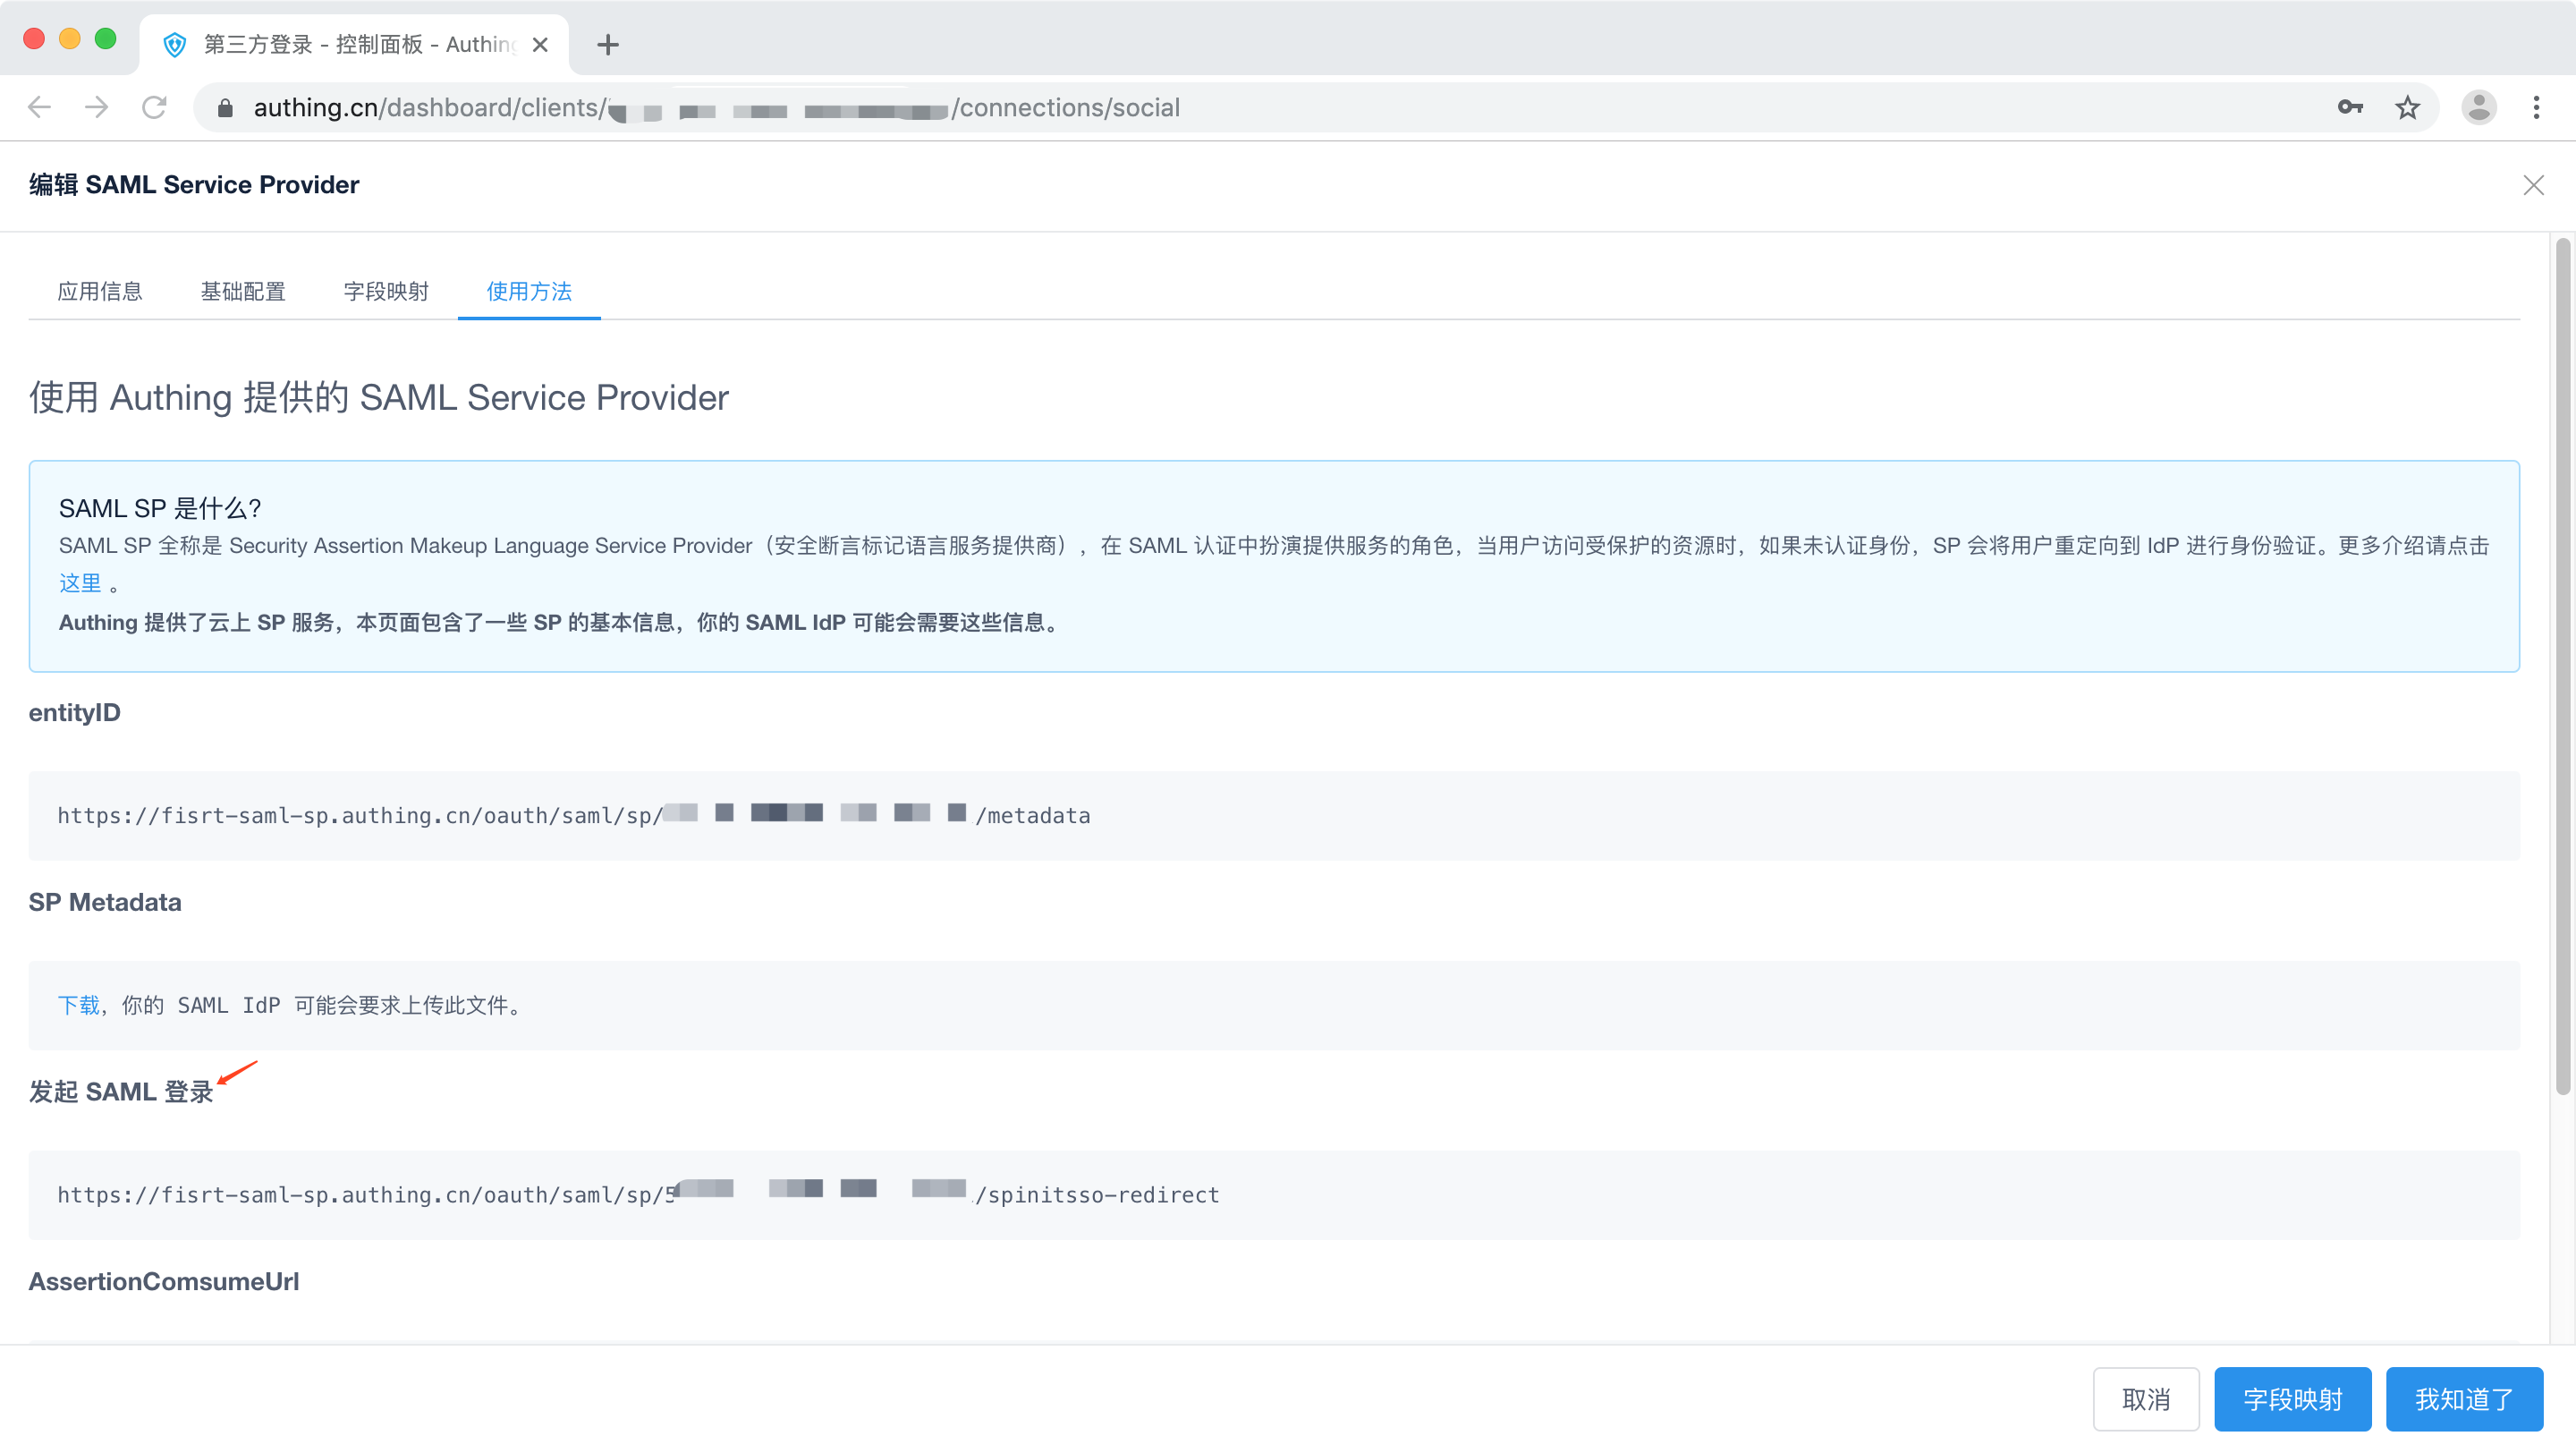 第三方登录 - 控制面板 - Authing
authing.cn/dashboard/clients/ /connections/social
编辑 SAML Service Provider
应用信息 基础配置 字段映射 使用方法
使用 Authing 提供的 SAML Service Provider
SAML SP 是什么?
SAML SP 全称是 Security Assertion Makeup Language Service Provider（安全断言标记语言服务提供商），在 SAML 认证中扮演提供服务的角色，当用户访问受保护的资源时，如果未认证身份，SP 会将用户重定向到 IdP 进行身份验证。更多介绍请点击
这里 。
Authing 提供了云上 SP 服务，本页面包含了一些 SP 的基本信息，你的 SAML IdP 可能会需要这些信息。
entityID
https://fisrt-saml-sp.authing.cn/oauth/saml/sp/ /metadata
SP Metadata
下载，你的 SAML IdP 可能会要求上传此文件。
发起 SAML 登录
https://fisrt-saml-sp.authing.cn/oauth/saml/sp/5 /spinitsso-redirect
AssertionComsumeUrl
取消 字段映射 我知道了